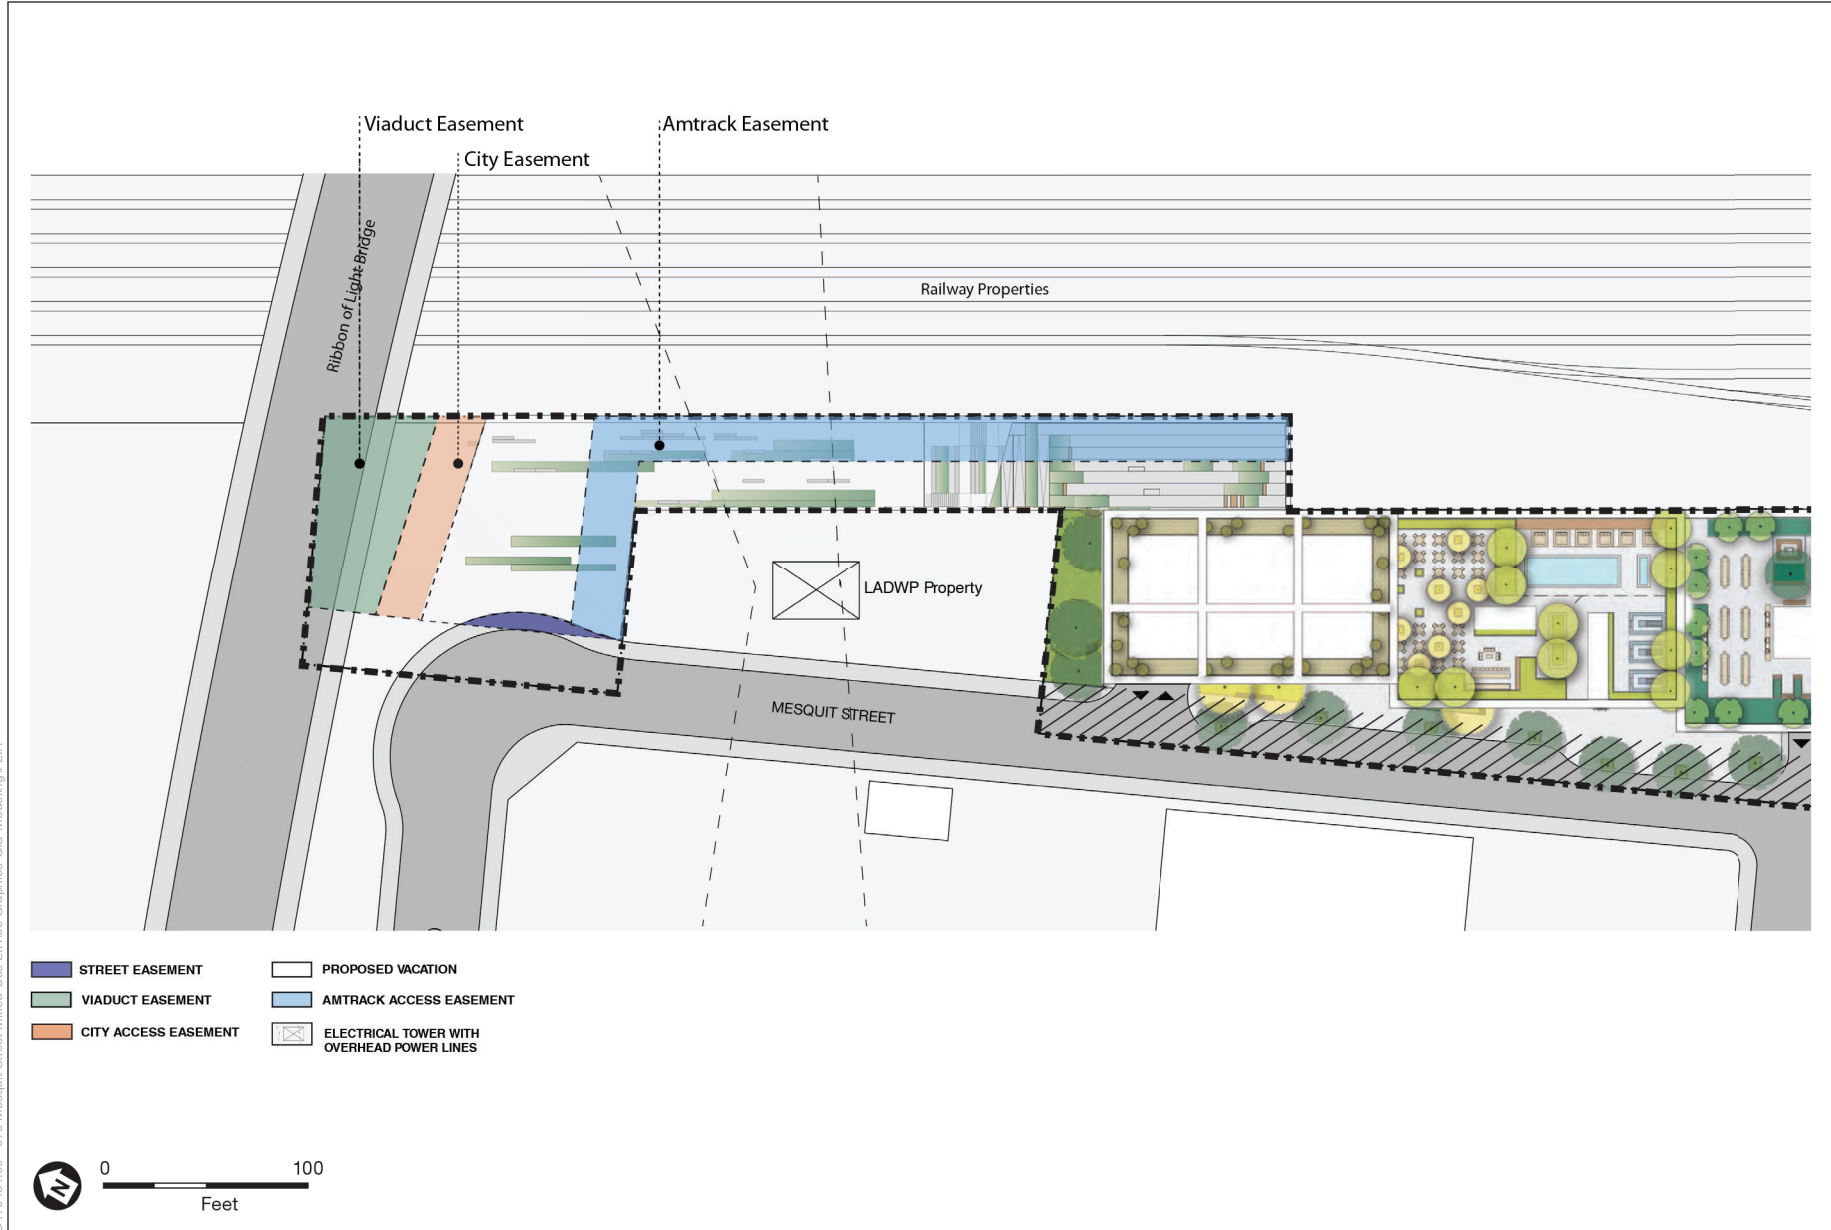 Viaduct Easement
Amtrack Easement
City Easement
Ribbon of Light Bridge
Railway Properties
LADWP Property
MESQUIT STREET
STREET EASEMENT
PROPOSED VACATION
VIADUCT EASEMENT
AMTRACK ACCESS EASEMENT
CITY ACCESS EASEMENT
ELECTRICAL TOWER WITH
OVERHEAD POWER LINES
N
0
100
Feet